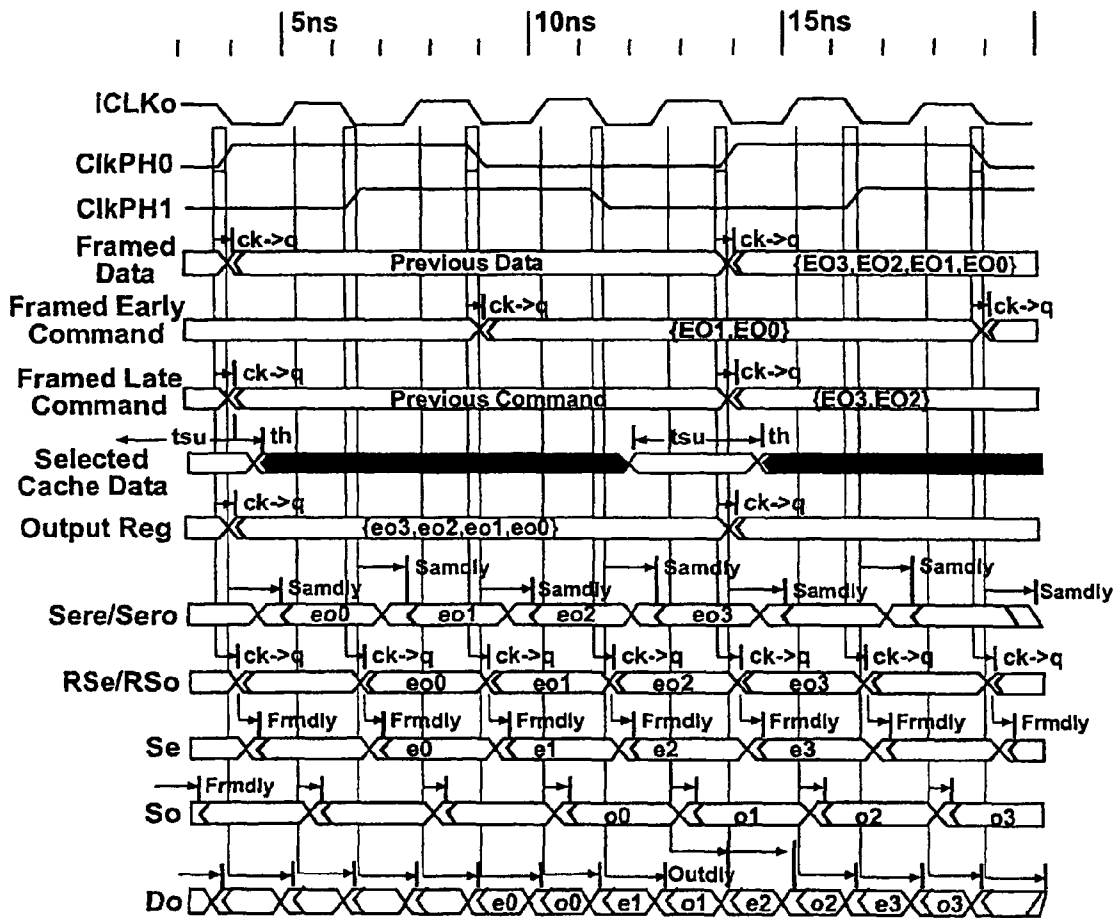 5ns 10ns 15ns
iCLKo
ClkPH0
ClkPH1
Framed Data ck->q ck->q
Previous Data {EO3,EO2,EO1,EO0}
Framed Early Command ck->q ck->q
{EO1,EO0}
Framed Late Command ck->q ck->q
Previous Command {EO3,EO2}
tsu th tsu th
Selected Cache Data
ck->q ck->q
Output Reg {eo3,eo2,eo1,eo0}
Samdly Samdly Samdly
Samdly Samdly Samdly Samdly
Sere/Sero eo0 eo1 eo2 eo3
ck->q ck->q ck->q ck->q ck->q ck->q ck->q
RSe/RSo eo0 eo1 eo2 eo3
Frmdly Frmdly Frmdly Frmdly Frmdly Frmdly Frmdly
Se e0 e1 e2 e3
Frmdly
So o0 o1 o2 o3
Outdly
Do e0 o0 e1 o1 e2 o2 e3 o3